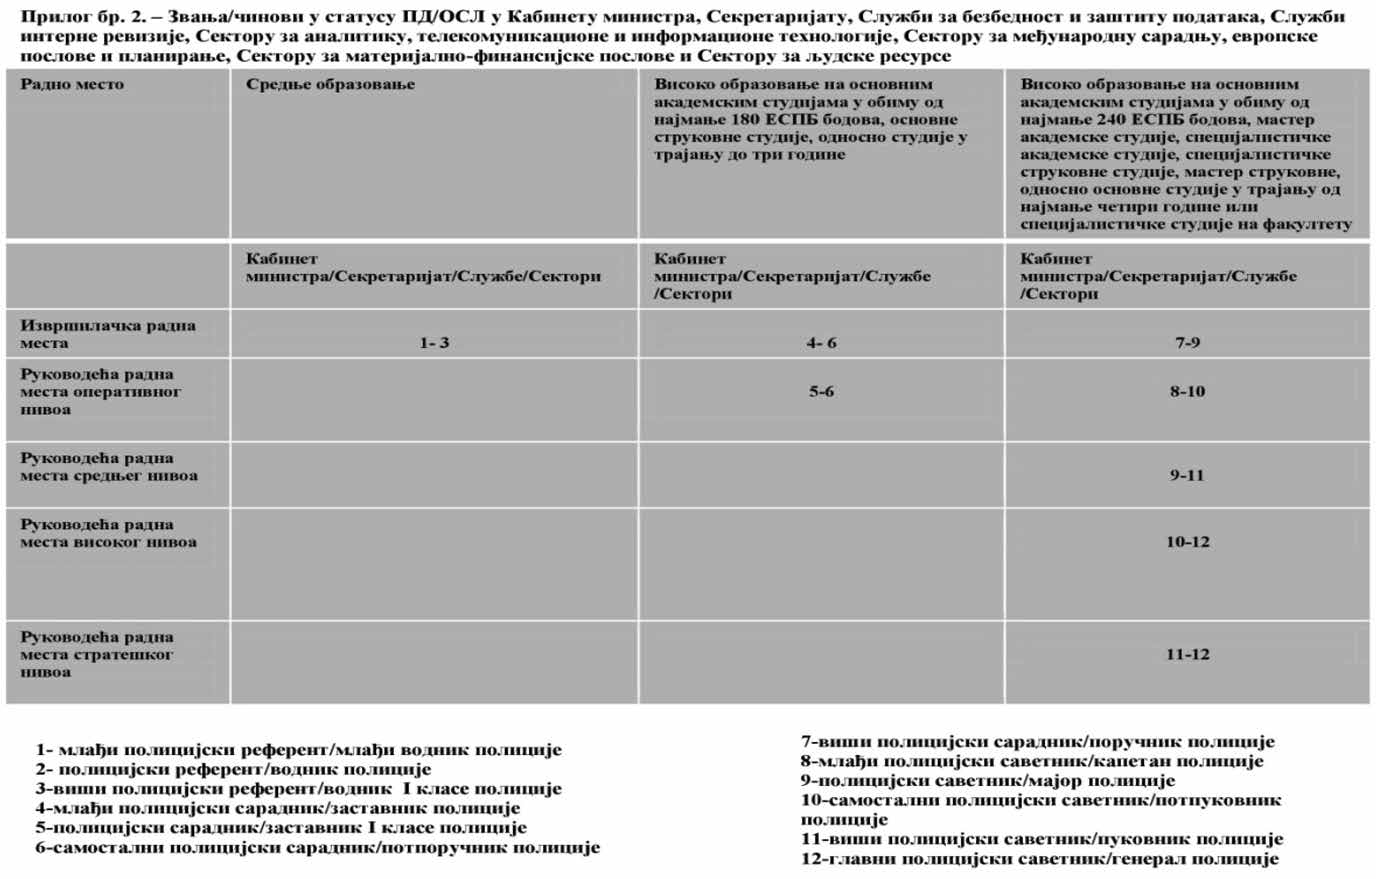 Прилог бр. 2. – Звања/чинови у статусу ПД/ОСЛ у Кабинету министра, Секретаријату, Служби за безбедност и заштиту података, Служби
интерне ревизије, Сектору за аналитику, телекомуникационе и информационе технологије, Сектору за међународну сарадњу, европске
послове и планирање, Сектору за материјално-финансијске послове и Сектору за људске ресурсе
Радно место
Средње образовање
Високо образовање на основним
академским студијама у обиму од
најмање 180 ЕСПБ бодова, основне
струковне студије, односно студије у
трајању до три године
Високо образовање на основним
академским студијама у обиму од
најмање 240 ЕСПБ бодова, мастер
академске студије, специјалистичке
академске студије, специјалистичке
струковне студије, мастер струковне,
односно основне студије у трајању од
најмање четири године или
специјалистичке студије на факултету
Кабинет
министра/Секретаријат/Службе/Сектори
Кабинет
министра/Секретаријат/Службе
/Сектори
Кабинет
министра/Секретаријат/Службе
/Сектори
Извршилачка радна
места
1- 3
4- 6
7-9
Руководећа радна
места оперативног
нивоа
5-6
8-10
Руководећа радна
места средњег нивоа
9-11
Руководећа радна
места високог нивоа
10-12
Руководећа радна
места стратешког
нивоа
11-12
1- млађи полицијски референт/млађи водник полиције
2- полицијски референт/водник полиције
3-виши полицијски референт/водник I класе полиције
4-млађи полицијски сарадник/заставник полиције
5-полицијски сарадник/заставник I класе полиције
6-самостални полицијски сарадник/потпоручник полиције
7-виши полицијски сарадник/поручник полиције
8-млађи полицијски саветник/капетан полиције
9-полицијски саветник/мајор полиције
10-самостални полицијски саветник/потпуковник
полиције
11-виши полицијски саветник/пуковник полиције
12-главни полицијски саветник/генерал полиције